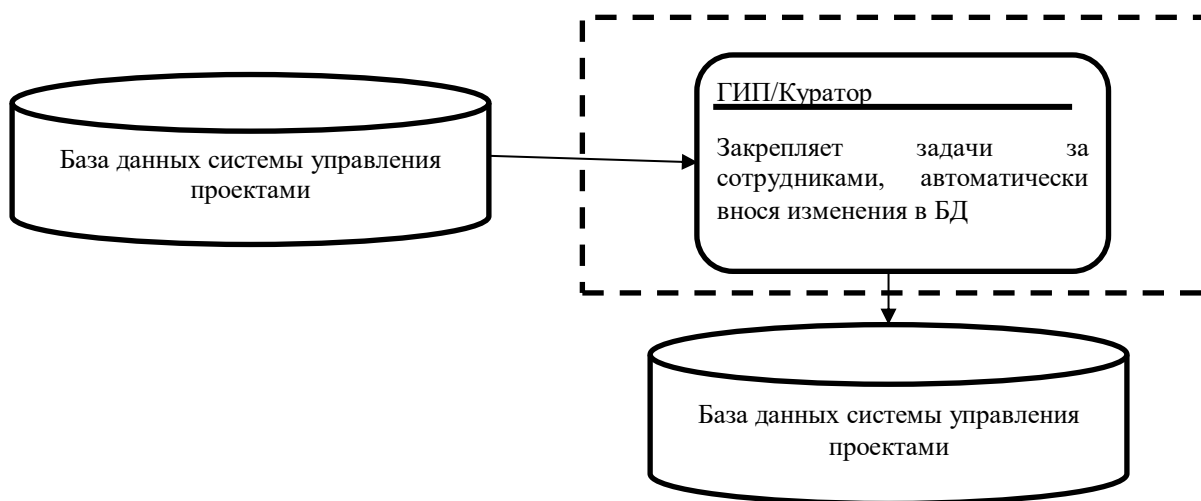 База данных системы управления
проектами
ГИП/Куратор
Закрепляет задачи за
сотрудниками, автоматически
внося изменения в БД
База данных системы управления
проектами